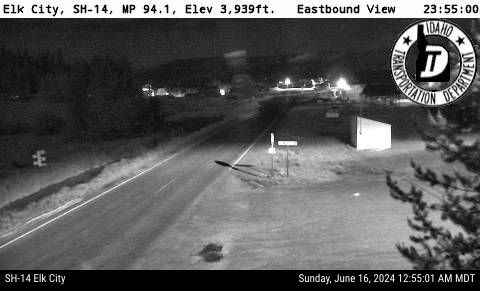 Elk City, SH-14, MP 94.1, Elev 3,939ft. Eastbound View 23:55:00
IDAHO
TRANSPORTATION DEPARTMENT
SH-14 Elk City
Sunday, June 16, 2024 12:55:01 AM MDT